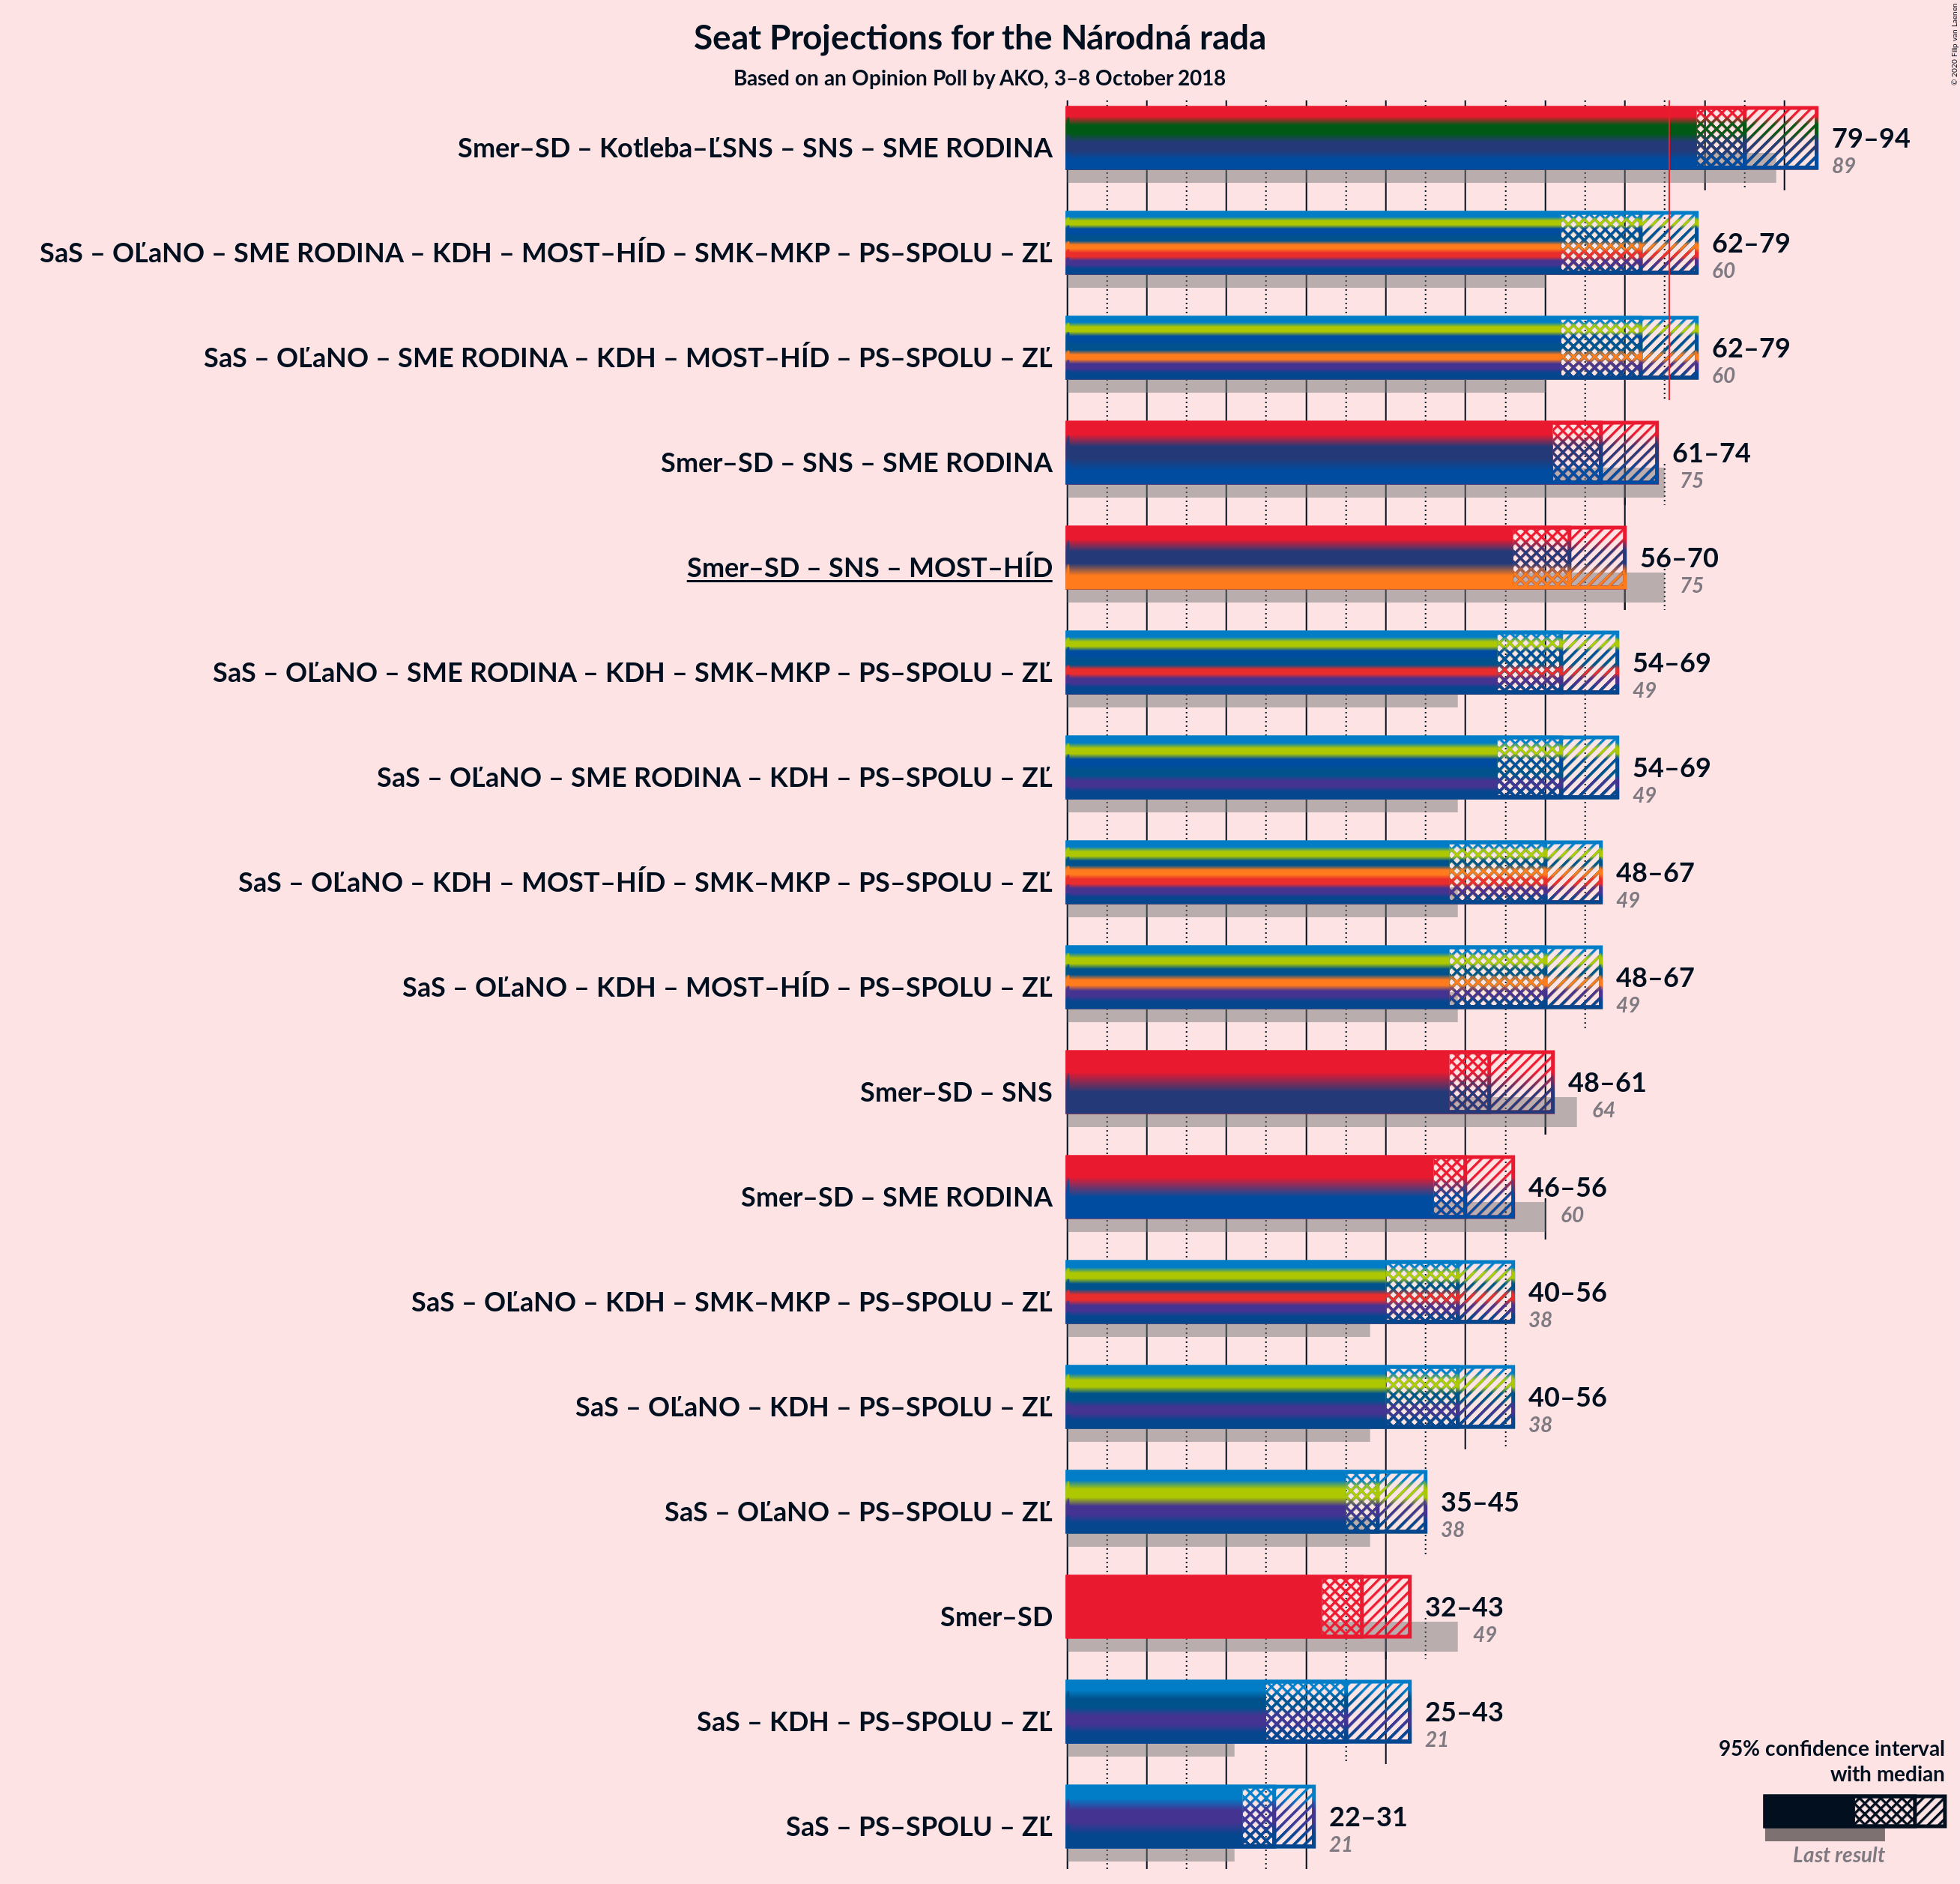 Seat Projections for the Národná rada
Based on an Opinion Poll by AKO, 3–8 October 2018
© 2020 Filip van Laenen
Smer–SD – Kotleba–ĽSNS – SNS – SME RODINA
79–94
89
SaS – OĽaNO – SME RODINA – KDH – MOST–HÍD – SMK–MKP – PS–SPOLU – ZĽ
62–79
60
SaS – OĽaNO – SME RODINA – KDH – MOST–HÍD – PS–SPOLU – ZĽ
62–79
60
Smer–SD – SNS – SME RODINA
61–74
75
Smer–SD – SNS – MOST–HÍD
56–70
75
SaS – OĽaNO – SME RODINA – KDH – SMK–MKP – PS–SPOLU – ZĽ
54–69
49
SaS – OĽaNO – SME RODINA – KDH – PS–SPOLU – ZĽ
54–69
49
SaS – OĽaNO – KDH – MOST–HÍD – SMK–MKP – PS–SPOLU – ZĽ
48–67
49
SaS – OĽaNO – KDH – MOST–HÍD – PS–SPOLU – ZĽ
48–67
49
Smer–SD – SNS
48–61
64
Smer–SD – SME RODINA
46–56
60
SaS – OĽaNO – KDH – SMK–MKP – PS–SPOLU – ZĽ
40–56
38
SaS – OĽaNO – KDH – PS–SPOLU – ZĽ
40–56
38
SaS – OĽaNO – PS–SPOLU – ZĽ
35–45
38
Smer–SD
32–43
49
SaS – KDH – PS–SPOLU – ZĽ
25–43
21
SaS – PS–SPOLU – ZĽ
22–31
21
95% confidence interval
with median
Last result